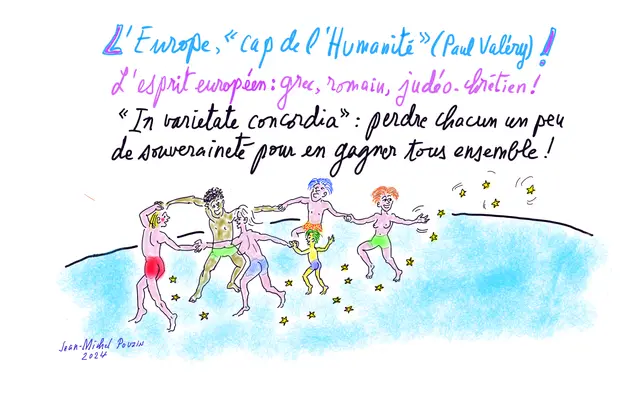 L'Europe, "cap de l'Humanité" (Paul Valéry) !
L'esprit européen : grec, romain, judéo-chrétien !
"In varietate concordia" : perdre chacun un peu
de souveraineté pour en gagner tous ensemble !
Jean-Michel Pouzin
2024